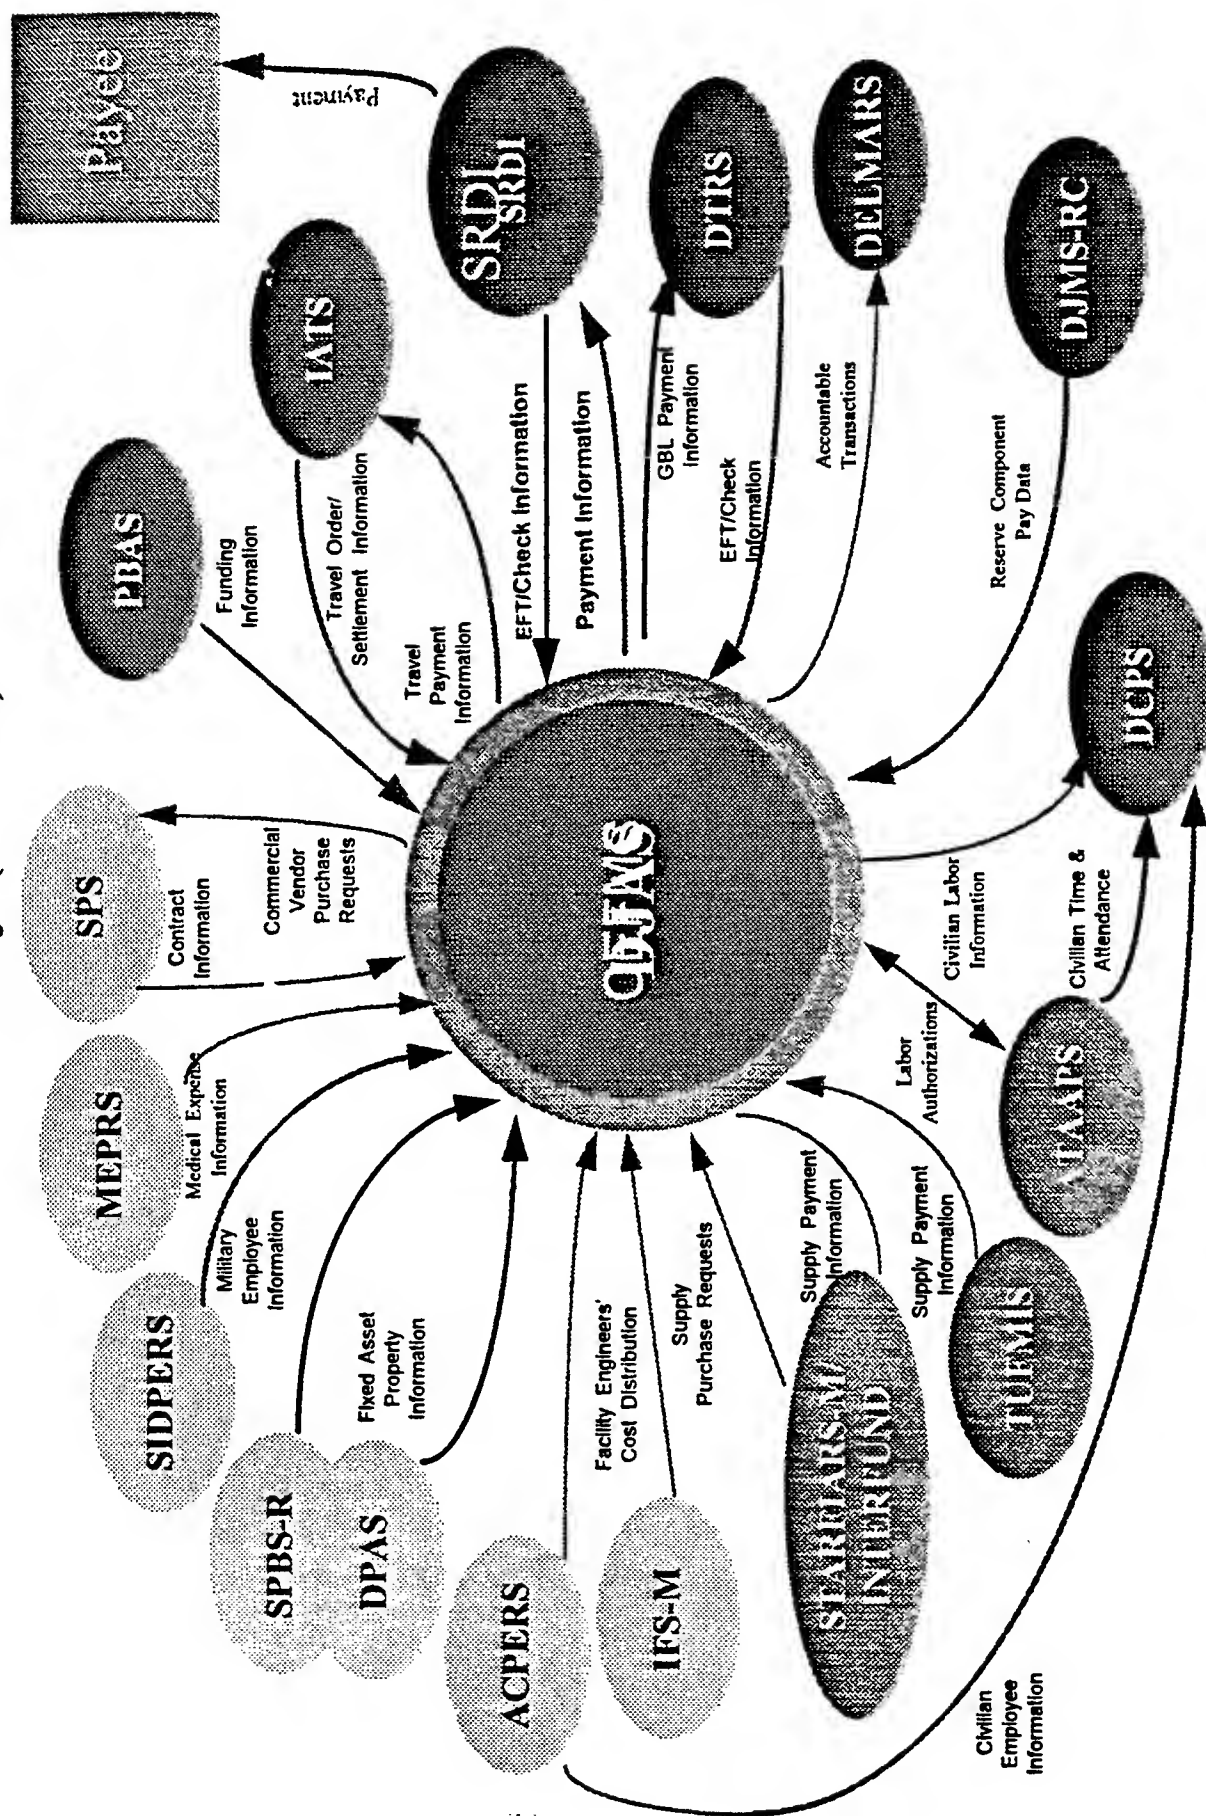 Payee
Payment
SRDI
SRDI
IATS
PBAS
SPS
MEPRS
SIDPERS
SPBS-R
DPAS
ACPERS
IFS-M
INTERFUND
TUFMIS
ATAAPS
DCPS
DJMS-RC
DELMARS
DTRS
Funding
Information
Travel Order/
Settlement Information
Travel
Payment
Information
EFT/Check Information
Payment Information
GBL Payment
Information
EFT/Check
Information
Accountable
Transactions
Reserve Component
Pay Data
Contract
Information
Commercial
Vendor
Purchase
Requests
Medical Expense
Information
Military
Employee
Information
Fixed Asset
Property
Information
Facility Engineers'
Cost Distribution
Supply
Purchase Requests
Supply Payment
Information
Supply Payment
Information
Labor
Authorizations
Civilian Labor
Information
Civilian Time &
Attendance
Civilian
Employee
Information